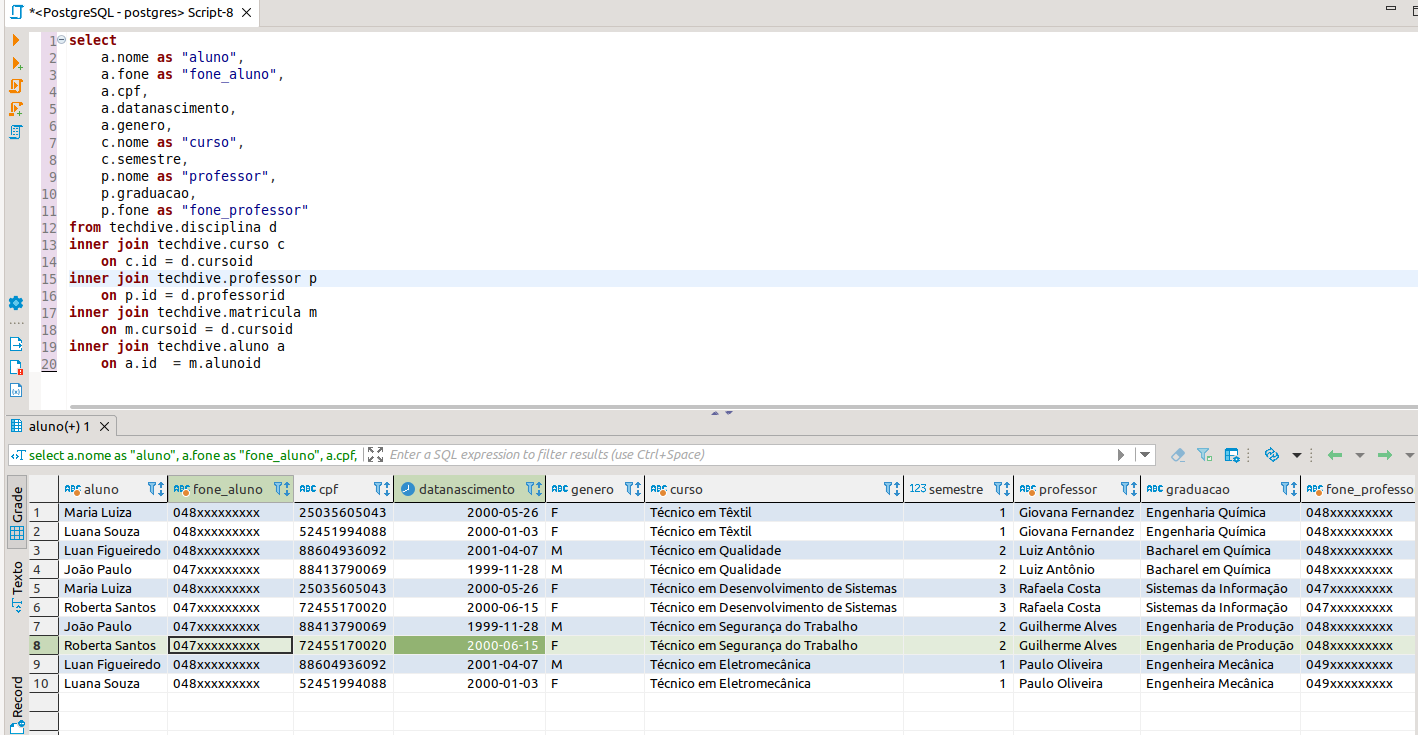 *<PostgreSQL - postgres> Script-8
1 select
2 a.nome as "aluno",
3 a.fone as "fone_aluno",
4 a.cpf,
5 a.datanascimento,
6 a.genero,
7 c.nome as "curso",
8 c.semestre,
9 p.nome as "professor",
10 p.graduacao,
11 p.fone as "fone_professor"
12 from techdive.disciplina d
13 inner join techdive.curso c
14 on c.id = d.cursoid
15 inner join techdive.professor p
16 on p.id = d.professorid
17 inner join techdive.matricula m
18 on m.cursoid = d.cursoid
19 inner join techdive.aluno a
20 on a.id  = m.alunoid
aluno(+) 1
select a.nome as "aluno", a.fone as "fone_aluno", a.cpf, Enter a SQL expression to filter results (use Ctrl+Space)
Grade
Texto
Record
ABC aluno ABC fone_aluno ABC cpf datanascimento ABC genero ABC curso 123 semestre ABC professor ABC graduacao ABC fone_professo
1 Maria Luiza 048xxxxxxxxx 25035605043 2000-05-26 F Técnico em Têxtil 1 Giovana Fernandez Engenharia Química 048xxxxxxxxx
2 Luana Souza 048xxxxxxxxx 52451994088 2000-01-03 F Técnico em Têxtil 1 Giovana Fernandez Engenharia Química 048xxxxxxxxx
3 Luan Figueiredo 048xxxxxxxxx 88604936092 2001-04-07 M Técnico em Qualidade 2 Luiz Antônio Bacharel em Química 048xxxxxxxxx
4 João Paulo 047xxxxxxxxx 88413790069 1999-11-28 M Técnico em Qualidade 2 Luiz Antônio Bacharel em Química 048xxxxxxxxx
5 Maria Luiza 048xxxxxxxxx 25035605043 2000-05-26 F Técnico em Desenvolvimento de Sistemas 3 Rafaela Costa Sistemas da Informação 047xxxxxxxxx
6 Roberta Santos 047xxxxxxxxx 72455170020 2000-06-15 F Técnico em Desenvolvimento de Sistemas 3 Rafaela Costa Sistemas da Informação 047xxxxxxxxx
7 João Paulo 047xxxxxxxxx 88413790069 1999-11-28 M Técnico em Segurança do Trabalho 2 Guilherme Alves Engenharia de Produção 048xxxxxxxxx
8 Roberta Santos 047xxxxxxxxx 72455170020 2000-06-15 F Técnico em Segurança do Trabalho 2 Guilherme Alves Engenharia de Produção 048xxxxxxxxx
9 Luan Figueiredo 048xxxxxxxxx 88604936092 2001-04-07 M Técnico em Eletromecânica 1 Paulo Oliveira Engenheira Mecânica 049xxxxxxxxx
10 Luana Souza 048xxxxxxxxx 52451994088 2000-01-03 F Técnico em Eletromecânica 1 Paulo Oliveira Engenheira Mecânica 049xxxxxxxxx